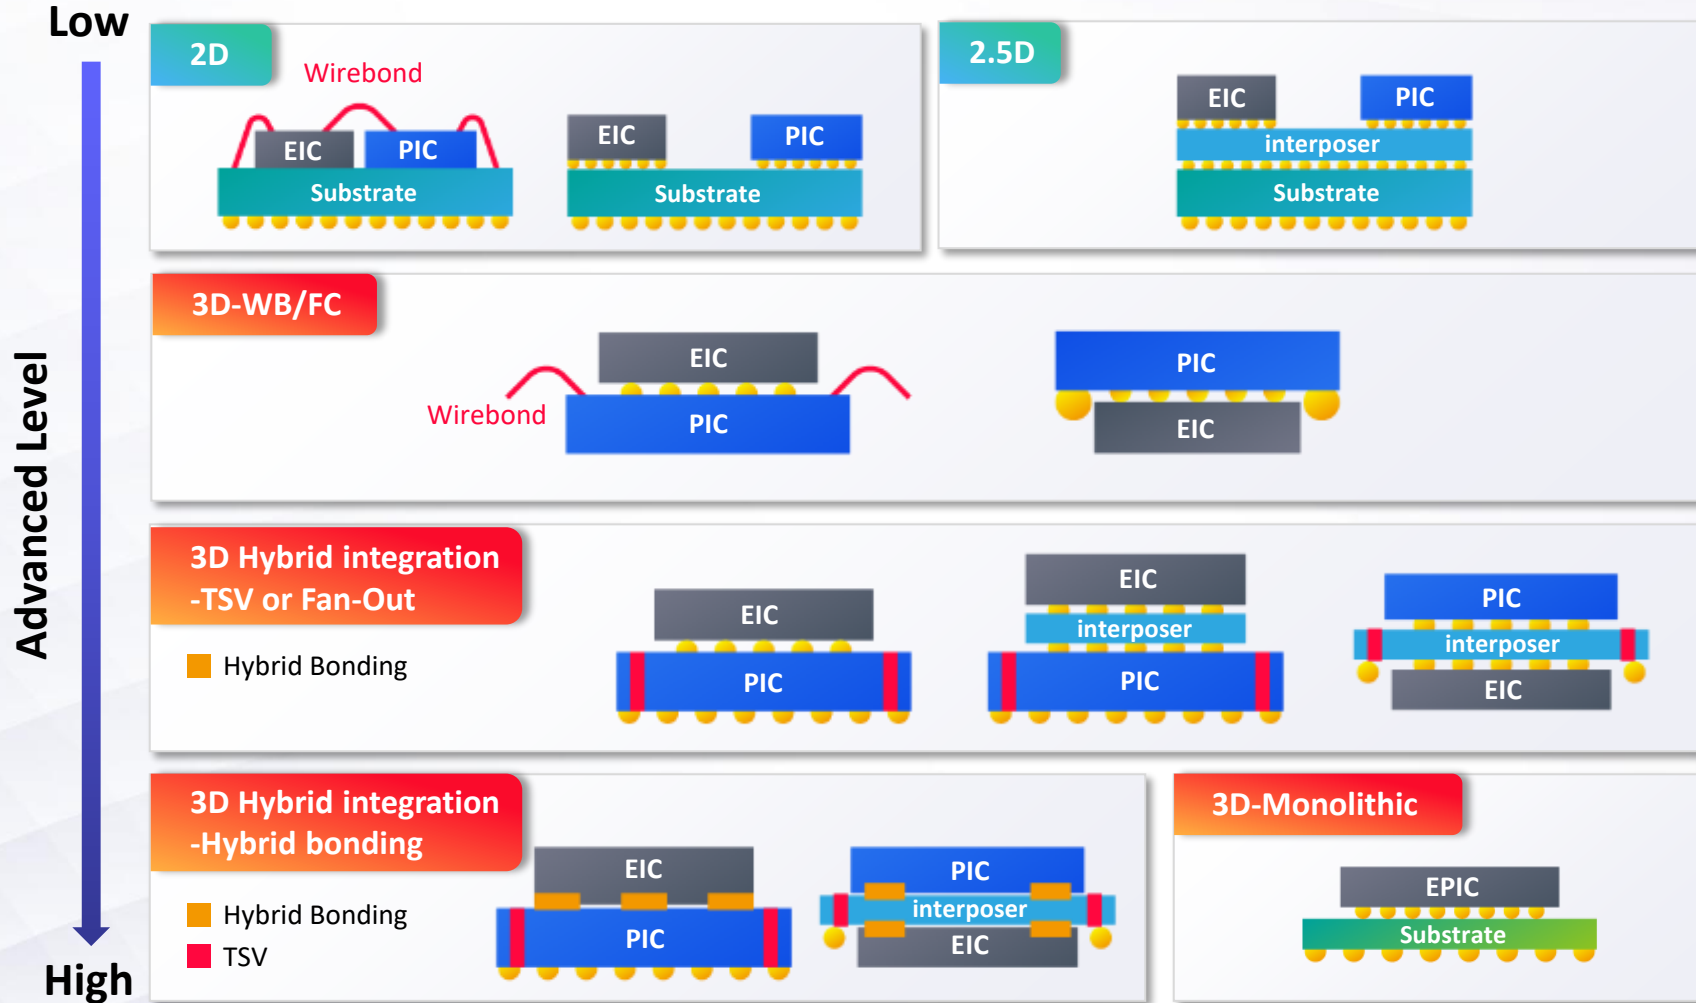 Low
Advanced Level
High
2D
Wirebond
EIC
PIC
Substrate
EIC
PIC
Substrate
2.5D
EIC
PIC
interposer
Substrate
3D-WB/FC
EIC
Wirebond
PIC
PIC
EIC
3D Hybrid integration
-TSV or Fan-Out
Hybrid Bonding
EIC
PIC
EIC
interposer
PIC
PIC
interposer
EIC
3D Hybrid integration
-Hybrid bonding
Hybrid Bonding
TSV
EIC
PIC
PIC
interposer
EIC
3D-Monolithic
EPIC
Substrate